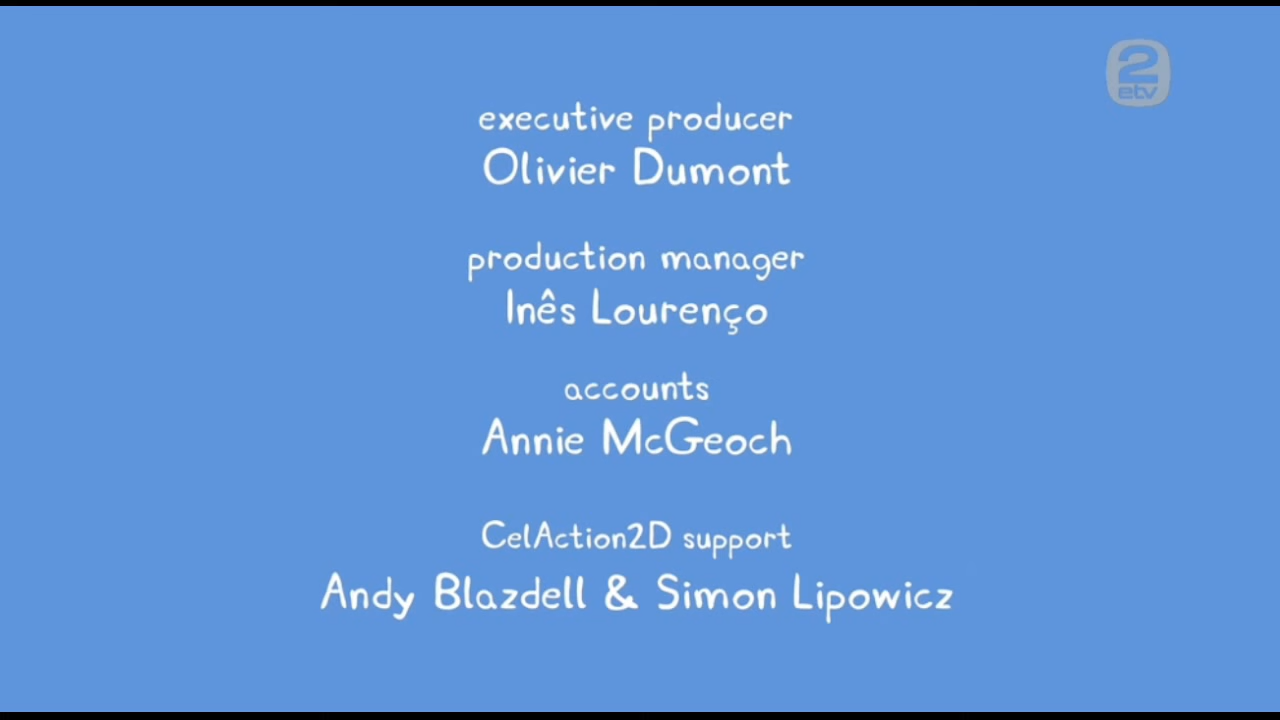 2
etv
executive producer
Olivier Dumont
production manager
Inês Lourenço
accounts
Annie McGeoch
CelAction2D support
Andy Blazdell & Simon Lipowicz